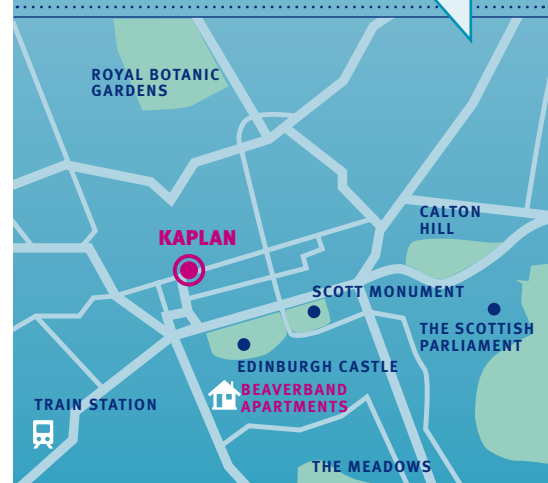 ROYAL BOTANIC
GARDENS
KAPLAN
CALTON
HILL
SCOTT MONUMENT
THE SCOTTISH
PARLIAMENT
EDINBURGH CASTLE
BEAVERBAND
APARTMENTS
TRAIN STATION
THE MEADOWS